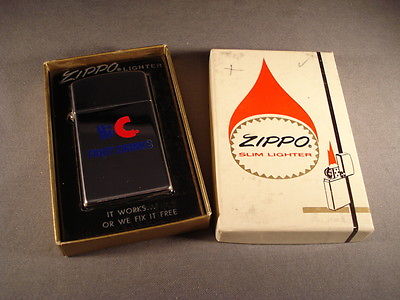 ZIPPO LIGHTER
C.
IT WORKS...
OR WE FIX IT FREE
ZIPPO
SLIM LIGHTER